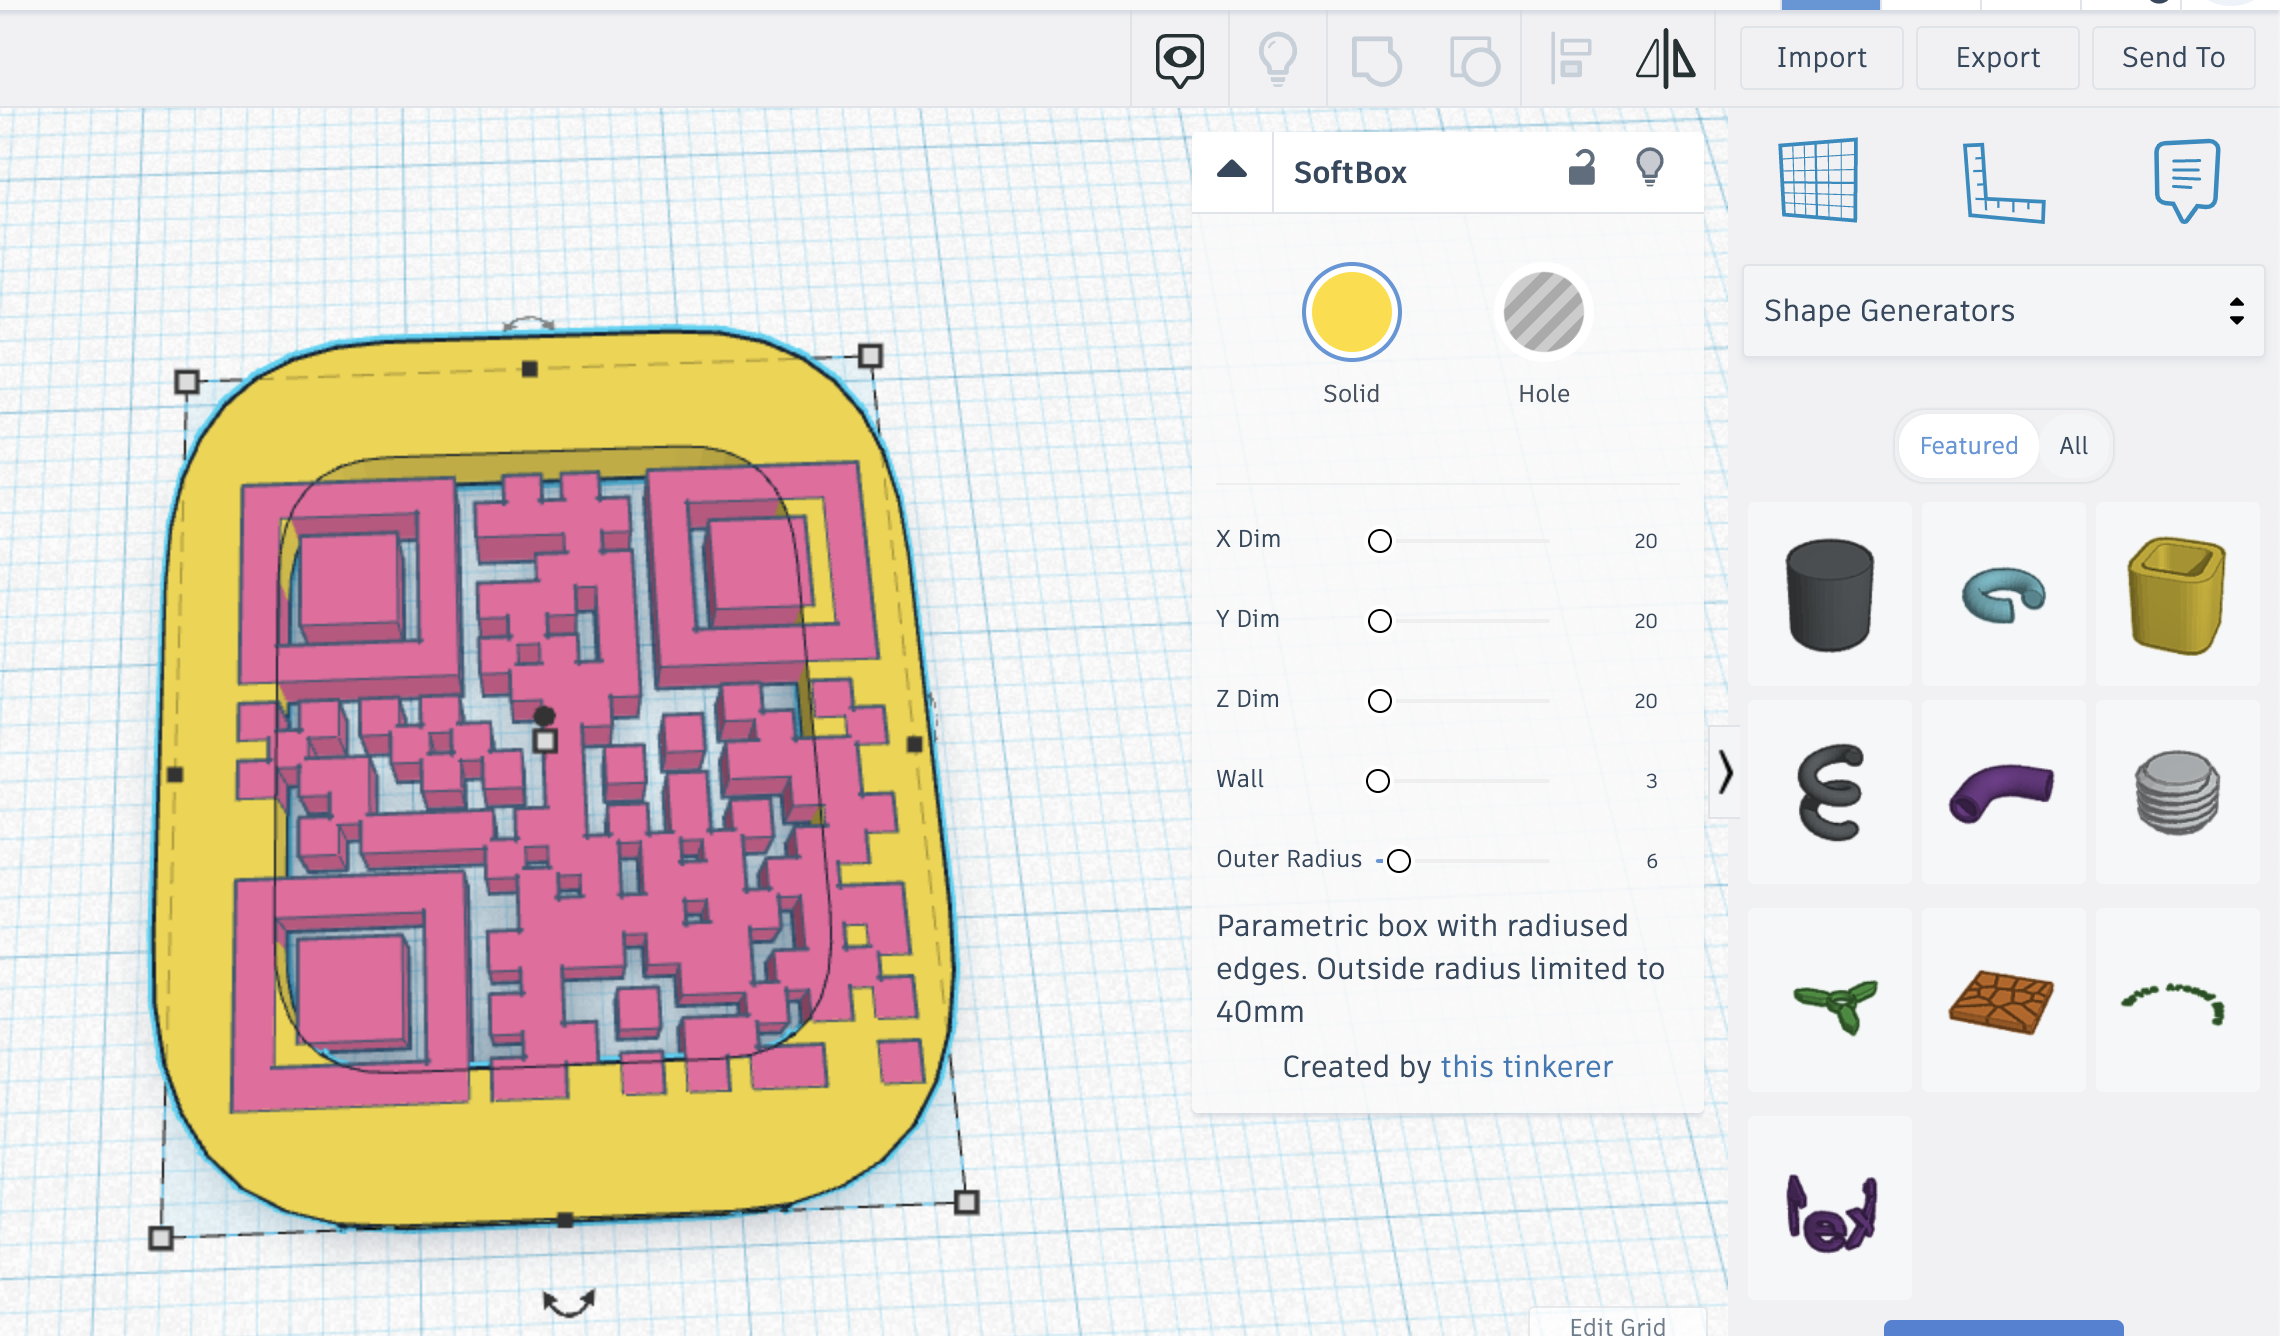 Import
Export
Send To
SoftBox
Shape Generators
Solid
Hole
Featured
All
X Dim 20
Y Dim 20
Z Dim 20
Wall 3
Outer Radius 6
Parametric box with radiused
edges. Outside radius limited to
40mm
Created by this tinkerer
Edit Grid